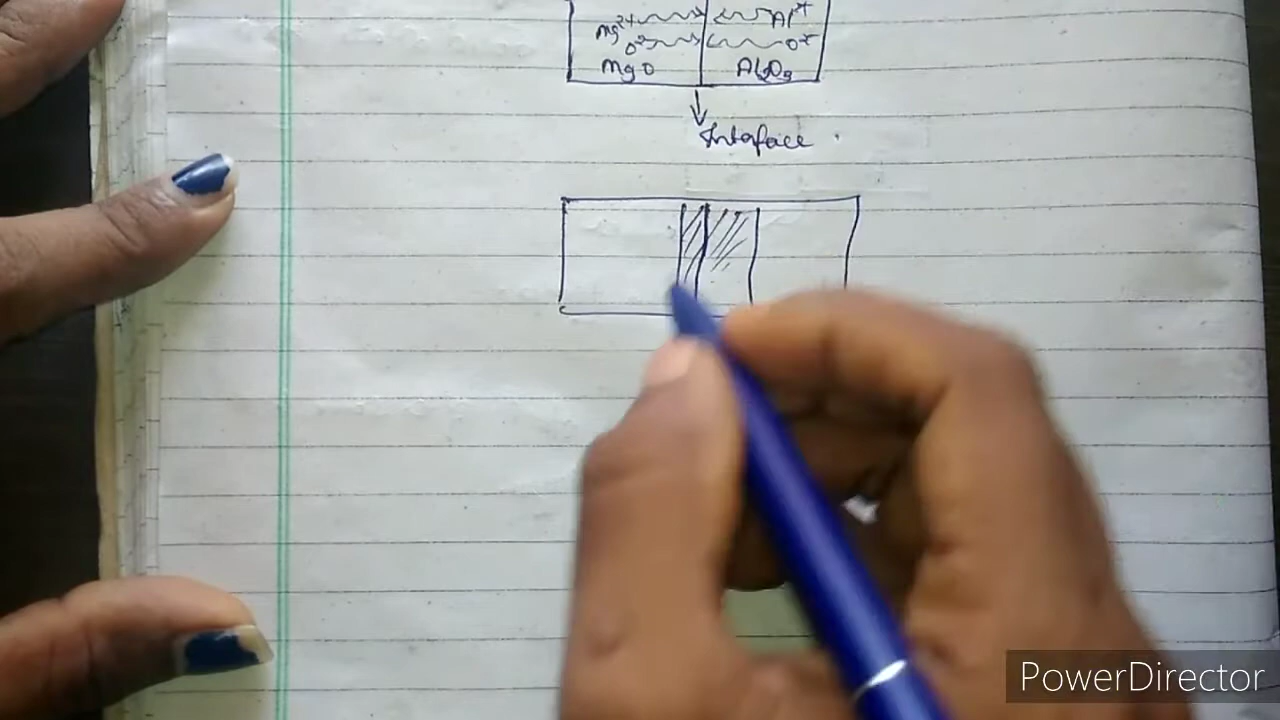 Mg²⁺ Al³⁺
O²⁻ O²⁻
MgO Al₂O₃
Interface
PowerDirector